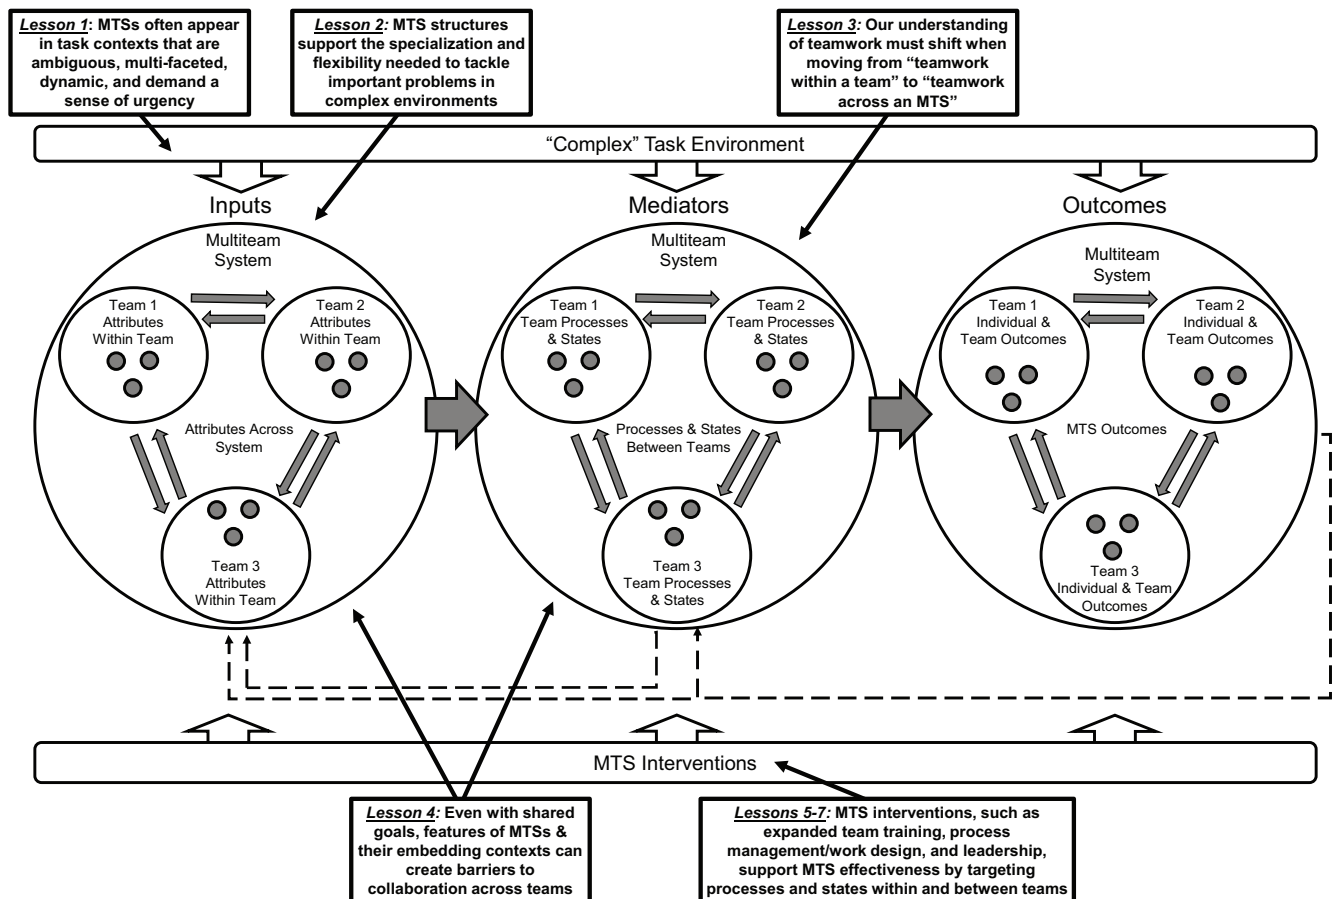 Lesson 1: MTSs often appear
in task contexts that are
ambiguous, multi-faceted,
dynamic, and demand a
sense of urgency
Lesson 2: MTS structures
support the specialization and
flexibility needed to tackle
important problems in
complex environments
Lesson 3: Our understanding
of teamwork must shift when
moving from “teamwork
within a team” to “teamwork
across an MTS”
“Complex” Task Environment
Inputs
Multiteam
System
Team 1
Attributes
Within Team
Team 2
Attributes
Within Team
Attributes Across
System
Team 3
Attributes
Within Team
Mediators
Multiteam
System
Team 1
Team Processes
& States
Team 2
Team Processes
& States
Processes & States
Between Teams
Team 3
Team Processes
& States
Outcomes
Multiteam
System
Team 1
Individual &
Team Outcomes
Team 2
Individual &
Team Outcomes
MTS Outcomes
Team 3
Individual & Team
Outcomes
MTS Interventions
Lesson 4: Even with shared
goals, features of MTSs &
their embedding contexts can
create barriers to
collaboration across teams
Lessons 5-7: MTS interventions, such as
expanded team training, process
management/work design, and leadership,
support MTS effectiveness by targeting
processes and states within and between teams